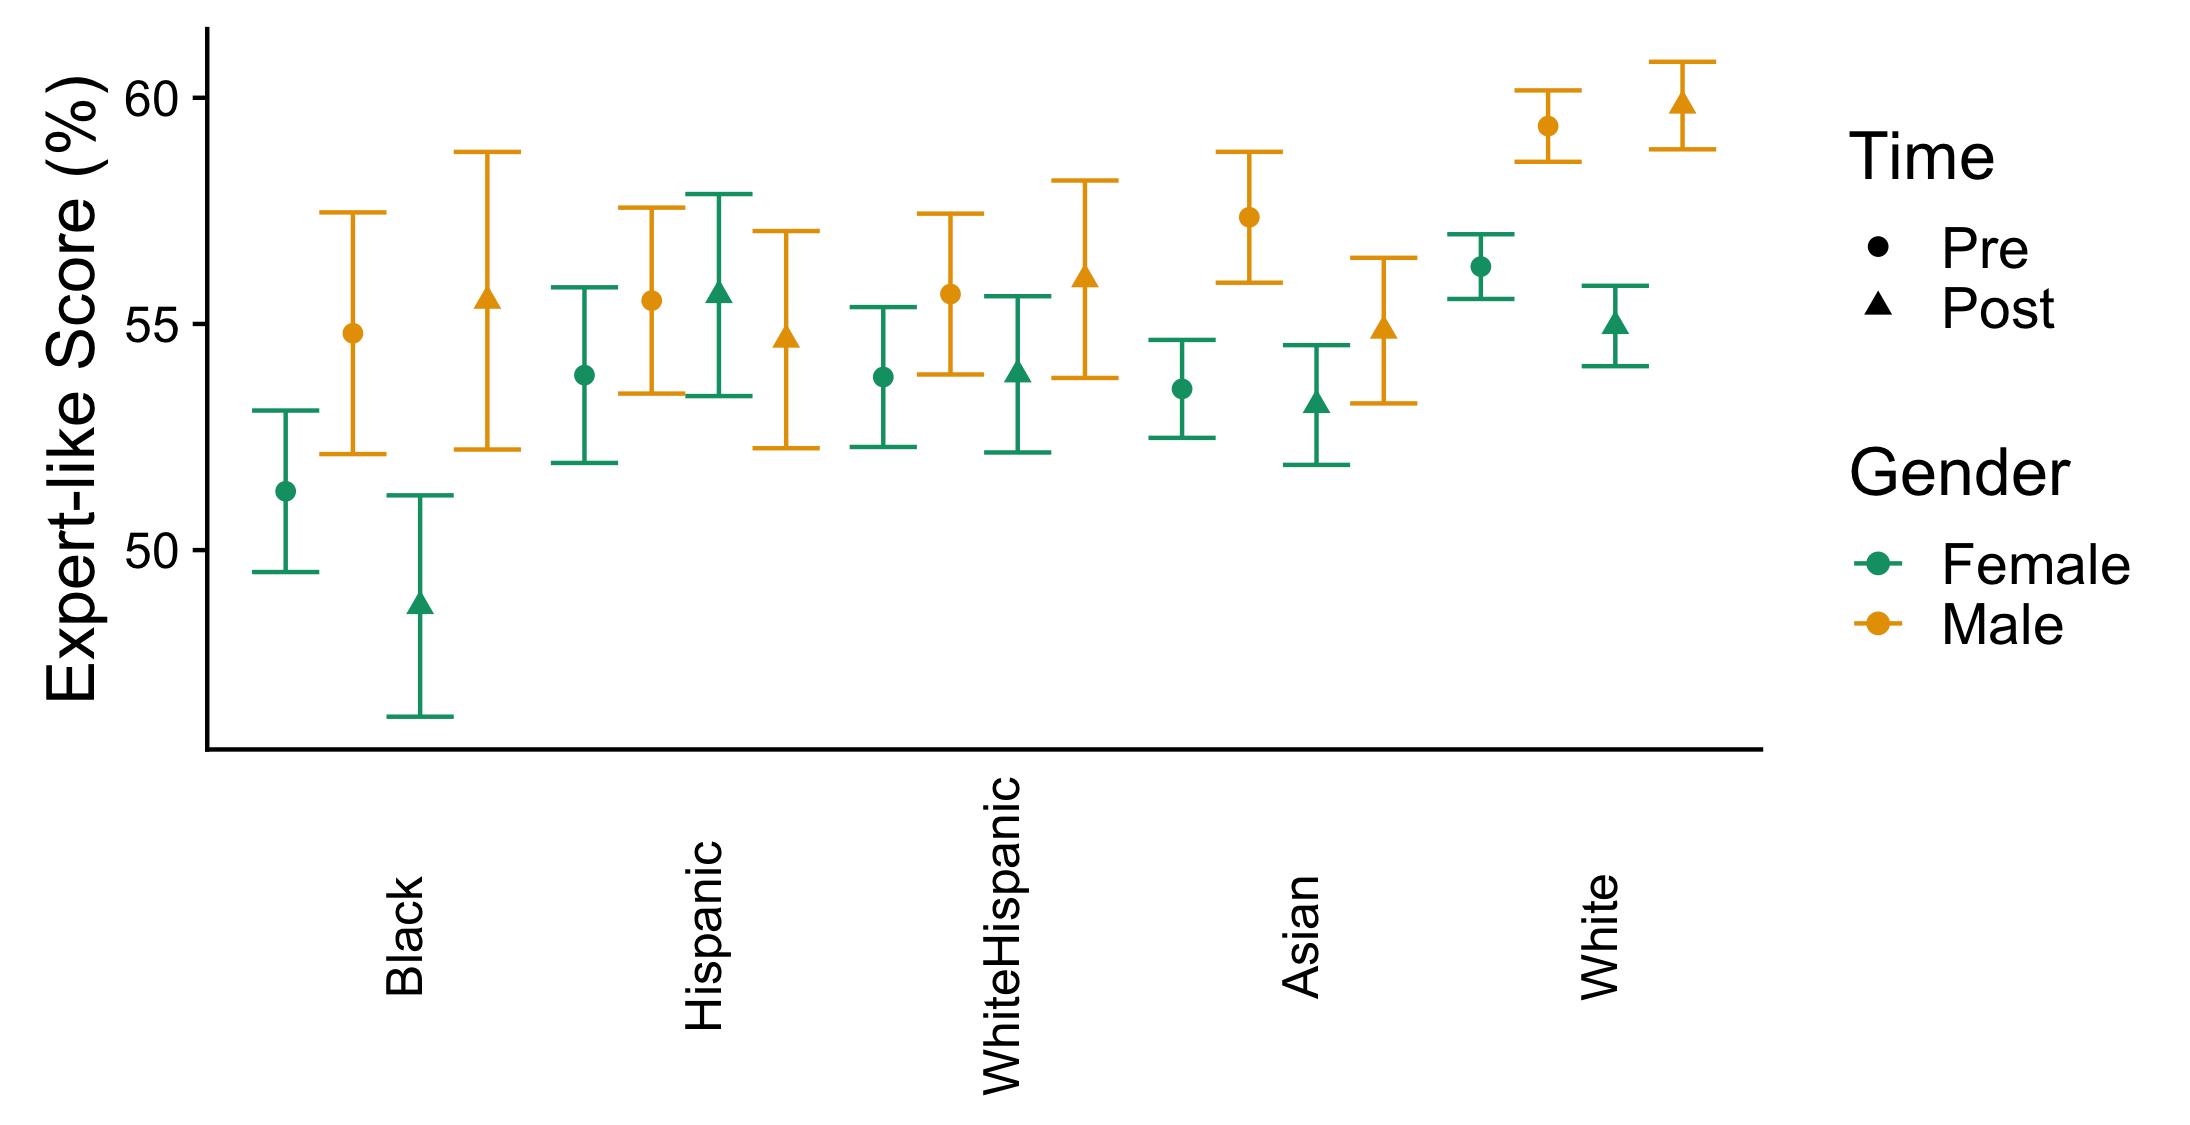 Expert-like Score (%)
60
55
50
Black
Hispanic
WhiteHispanic
Asian
White
Time
Pre
Post
Gender
Female
Male